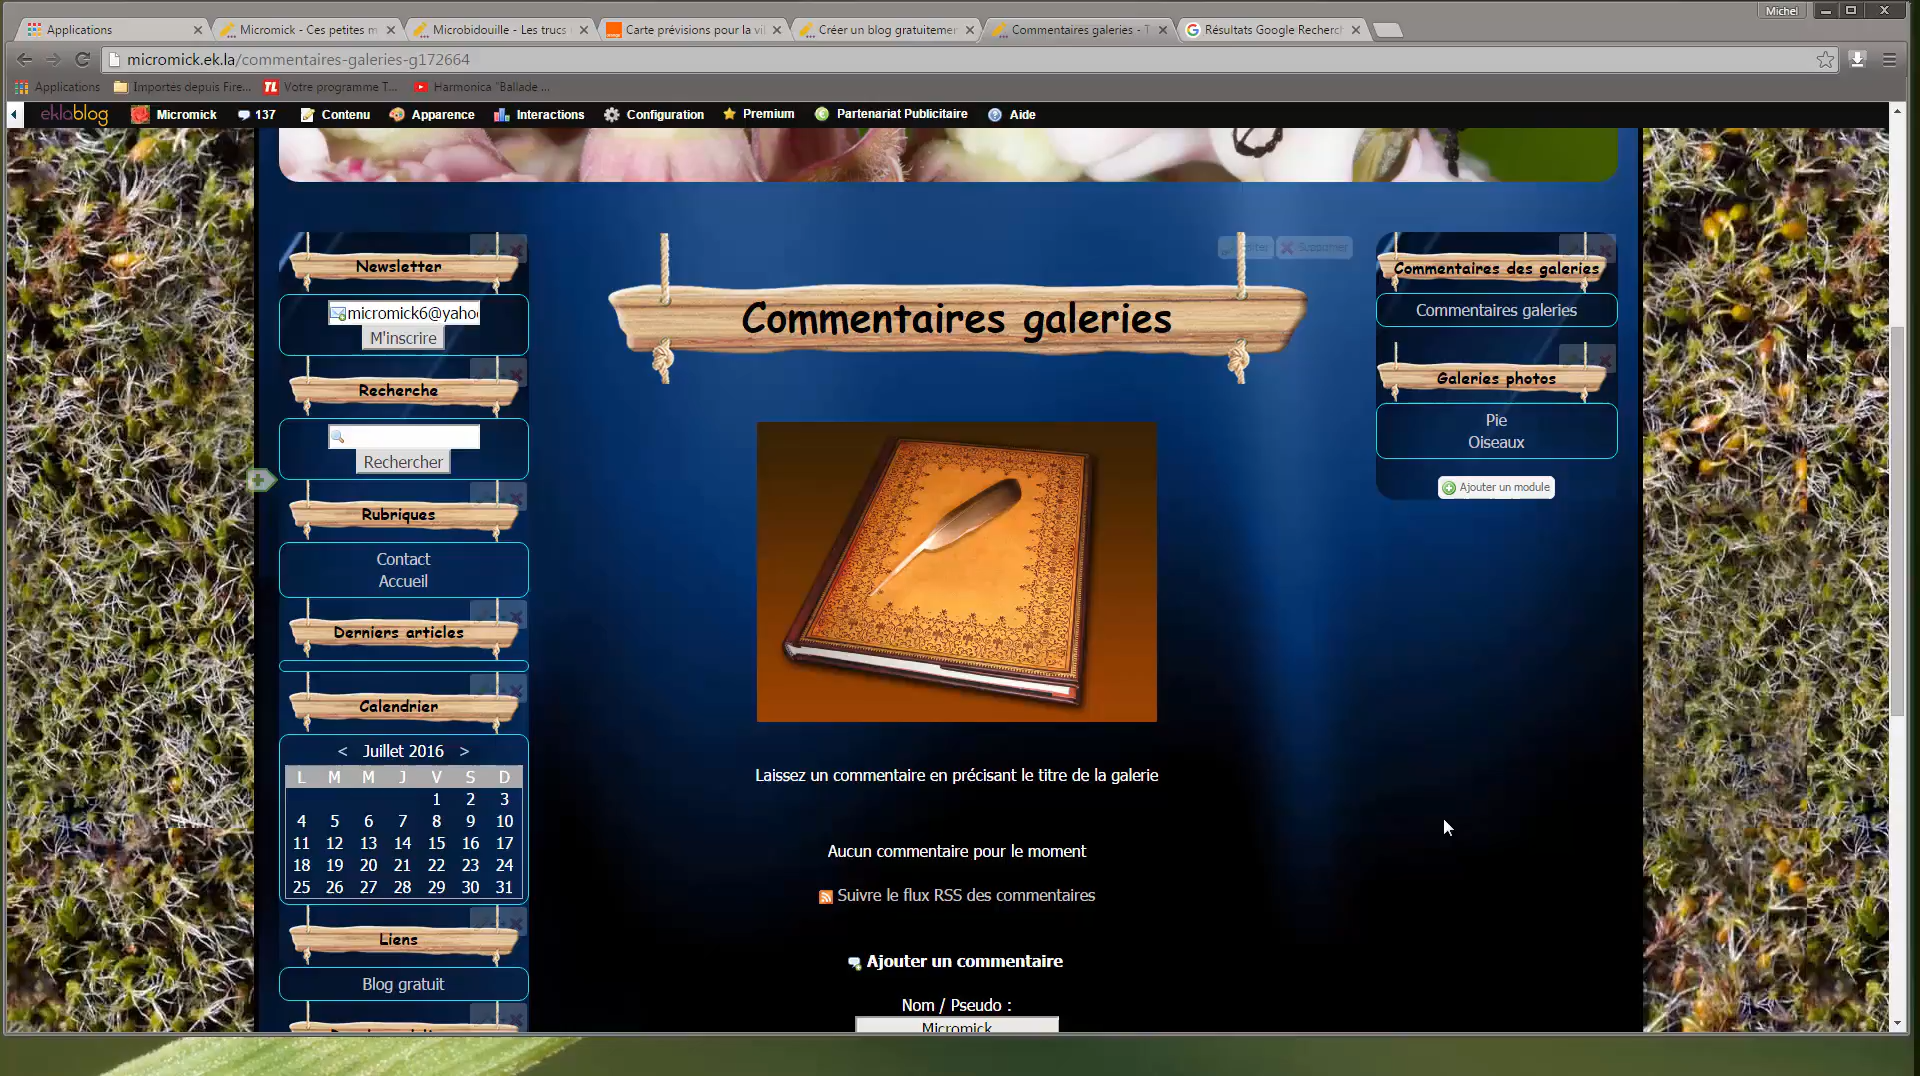 Michel
Applications
Micromick - Ces petites m
Microbidouille - Les trucs
Carte prévisions pour la vil
Créer un blog gratuitemen
Commentaires galeries - T
Résultats Google Recherch
micromick.ek.la/commentaires-galeries-g172664
Applications
Importés depuis Fire...
Votre programme T...
Harmonica "Ballade ...
eklablog
Micromick
137
Contenu
Apparence
Interactions
Configuration
Premium
Partenariat Publicitaire
Aide
Newsletter
micromick6@yaho
M'inscrire
Recherche
Rechercher
Rubriques
Contact
Accueil
Derniers articles
Calendrier
< Juillet 2016 >
L M M J V S D
1 2 3
4 5 6 7 8 9 10
11 12 13 14 15 16 17
18 19 20 21 22 23 24
25 26 27 28 29 30 31
Liens
Blog gratuit
Supprimer
Commentaires galeries
Laissez un commentaire en précisant le titre de la galerie
Aucun commentaire pour le moment
Suivre le flux RSS des commentaires
Ajouter un commentaire
Nom / Pseudo :
Micromick
Commentaires des galeries
Commentaires galeries
Galeries photos
Pie
Oiseaux
Ajouter un module